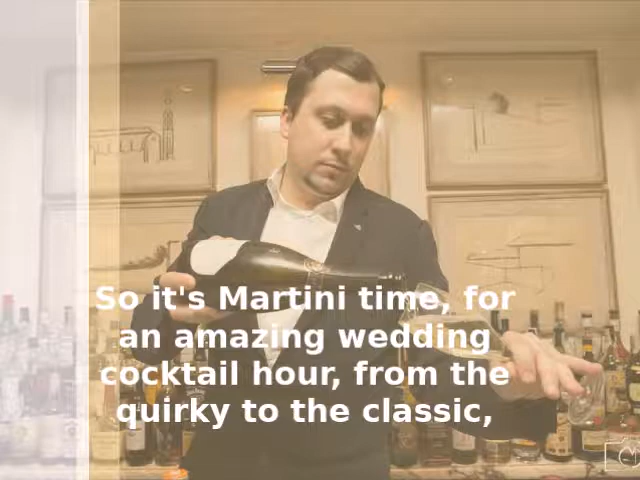 So it's Martini time, for
an amazing wedding
cocktail hour, from the
quirky to the classic,